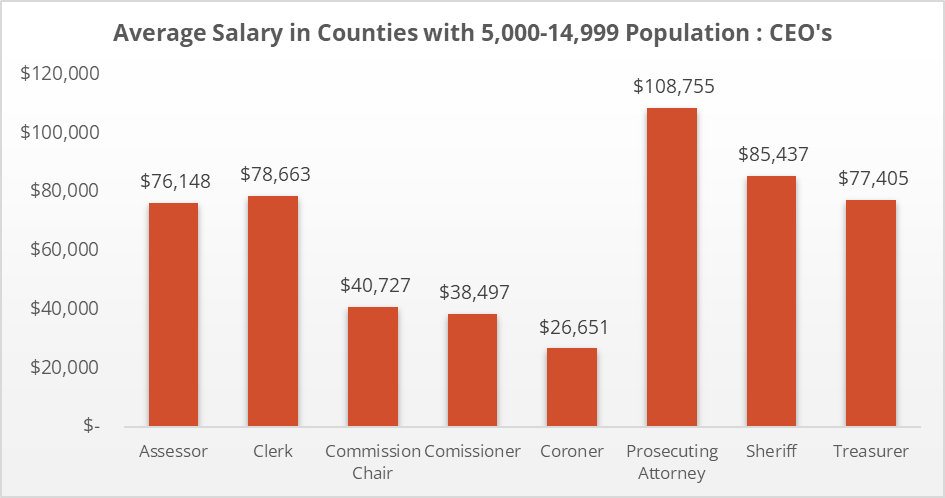 Average Salary in Counties with 5,000-14,999 Population : CEO's
$120,000
$100,000
$80,000
$60,000
$40,000
$20,000
$-
$76,148
$78,663
$40,727
$38,497
$26,651
$108,755
$85,437
$77,405
Assessor
Clerk
Commission
Chair
Comissioner
Coroner
Prosecuting
Attorney
Sheriff
Treasurer